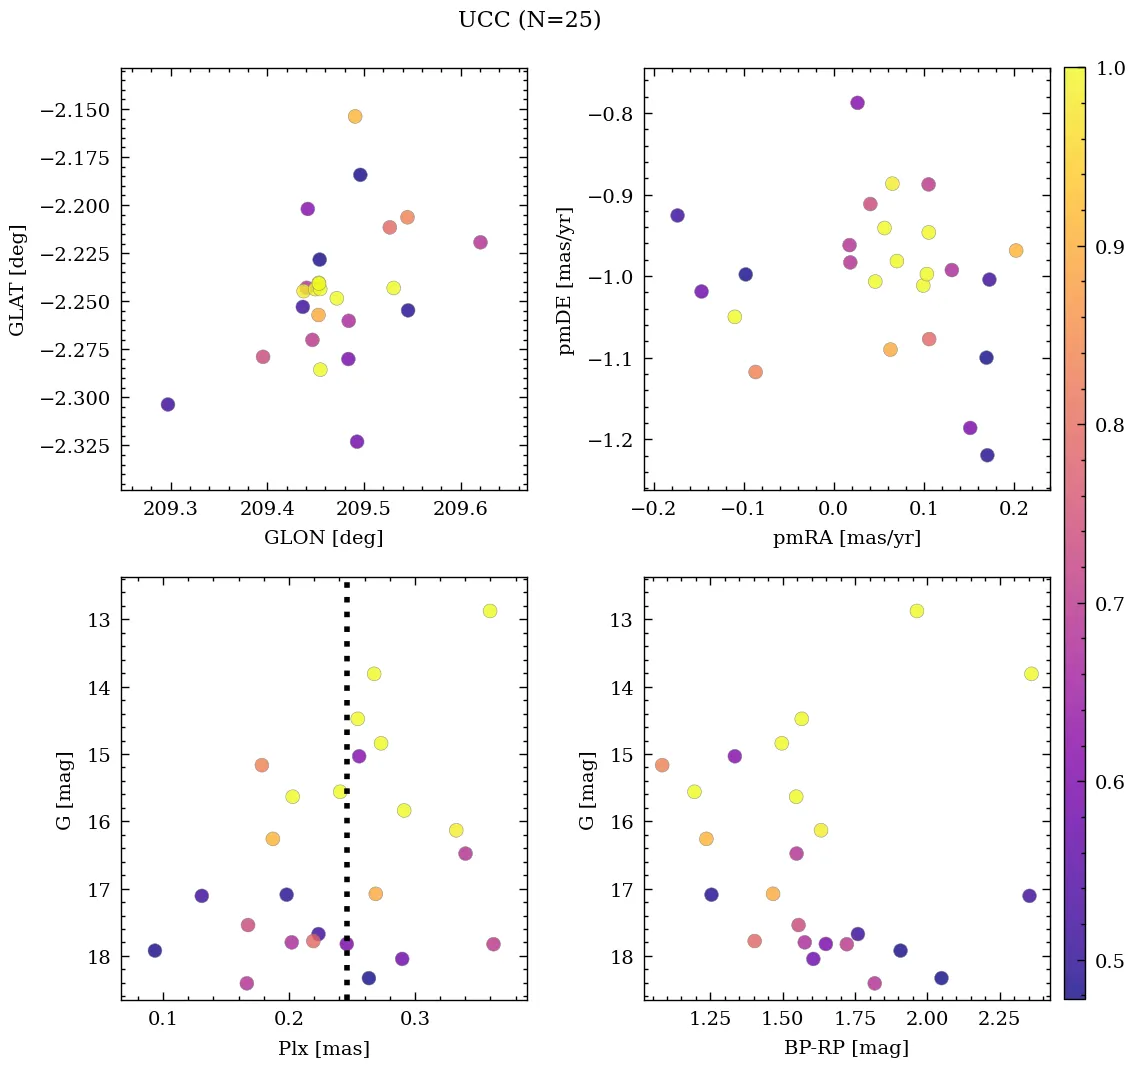 UCC (N=25)
−2.150
−2.175
−2.200
−2.225
−2.250
−2.275
−2.300
−2.325
GLAT [deg]
209.3 209.4 209.5 209.6
GLON [deg]
−0.8
−0.9
−1.0
−1.1
−1.2
pmDE [mas/yr]
−0.2 −0.1 0.0 0.1 0.2
pmRA [mas/yr]
13
14
15
16
17
18
G [mag]
0.1 0.2 0.3
Plx [mas]
13
14
15
16
17
18
G [mag]
1.25 1.50 1.75 2.00 2.25
BP-RP [mag]
1.0
0.9
0.8
0.7
0.6
0.5